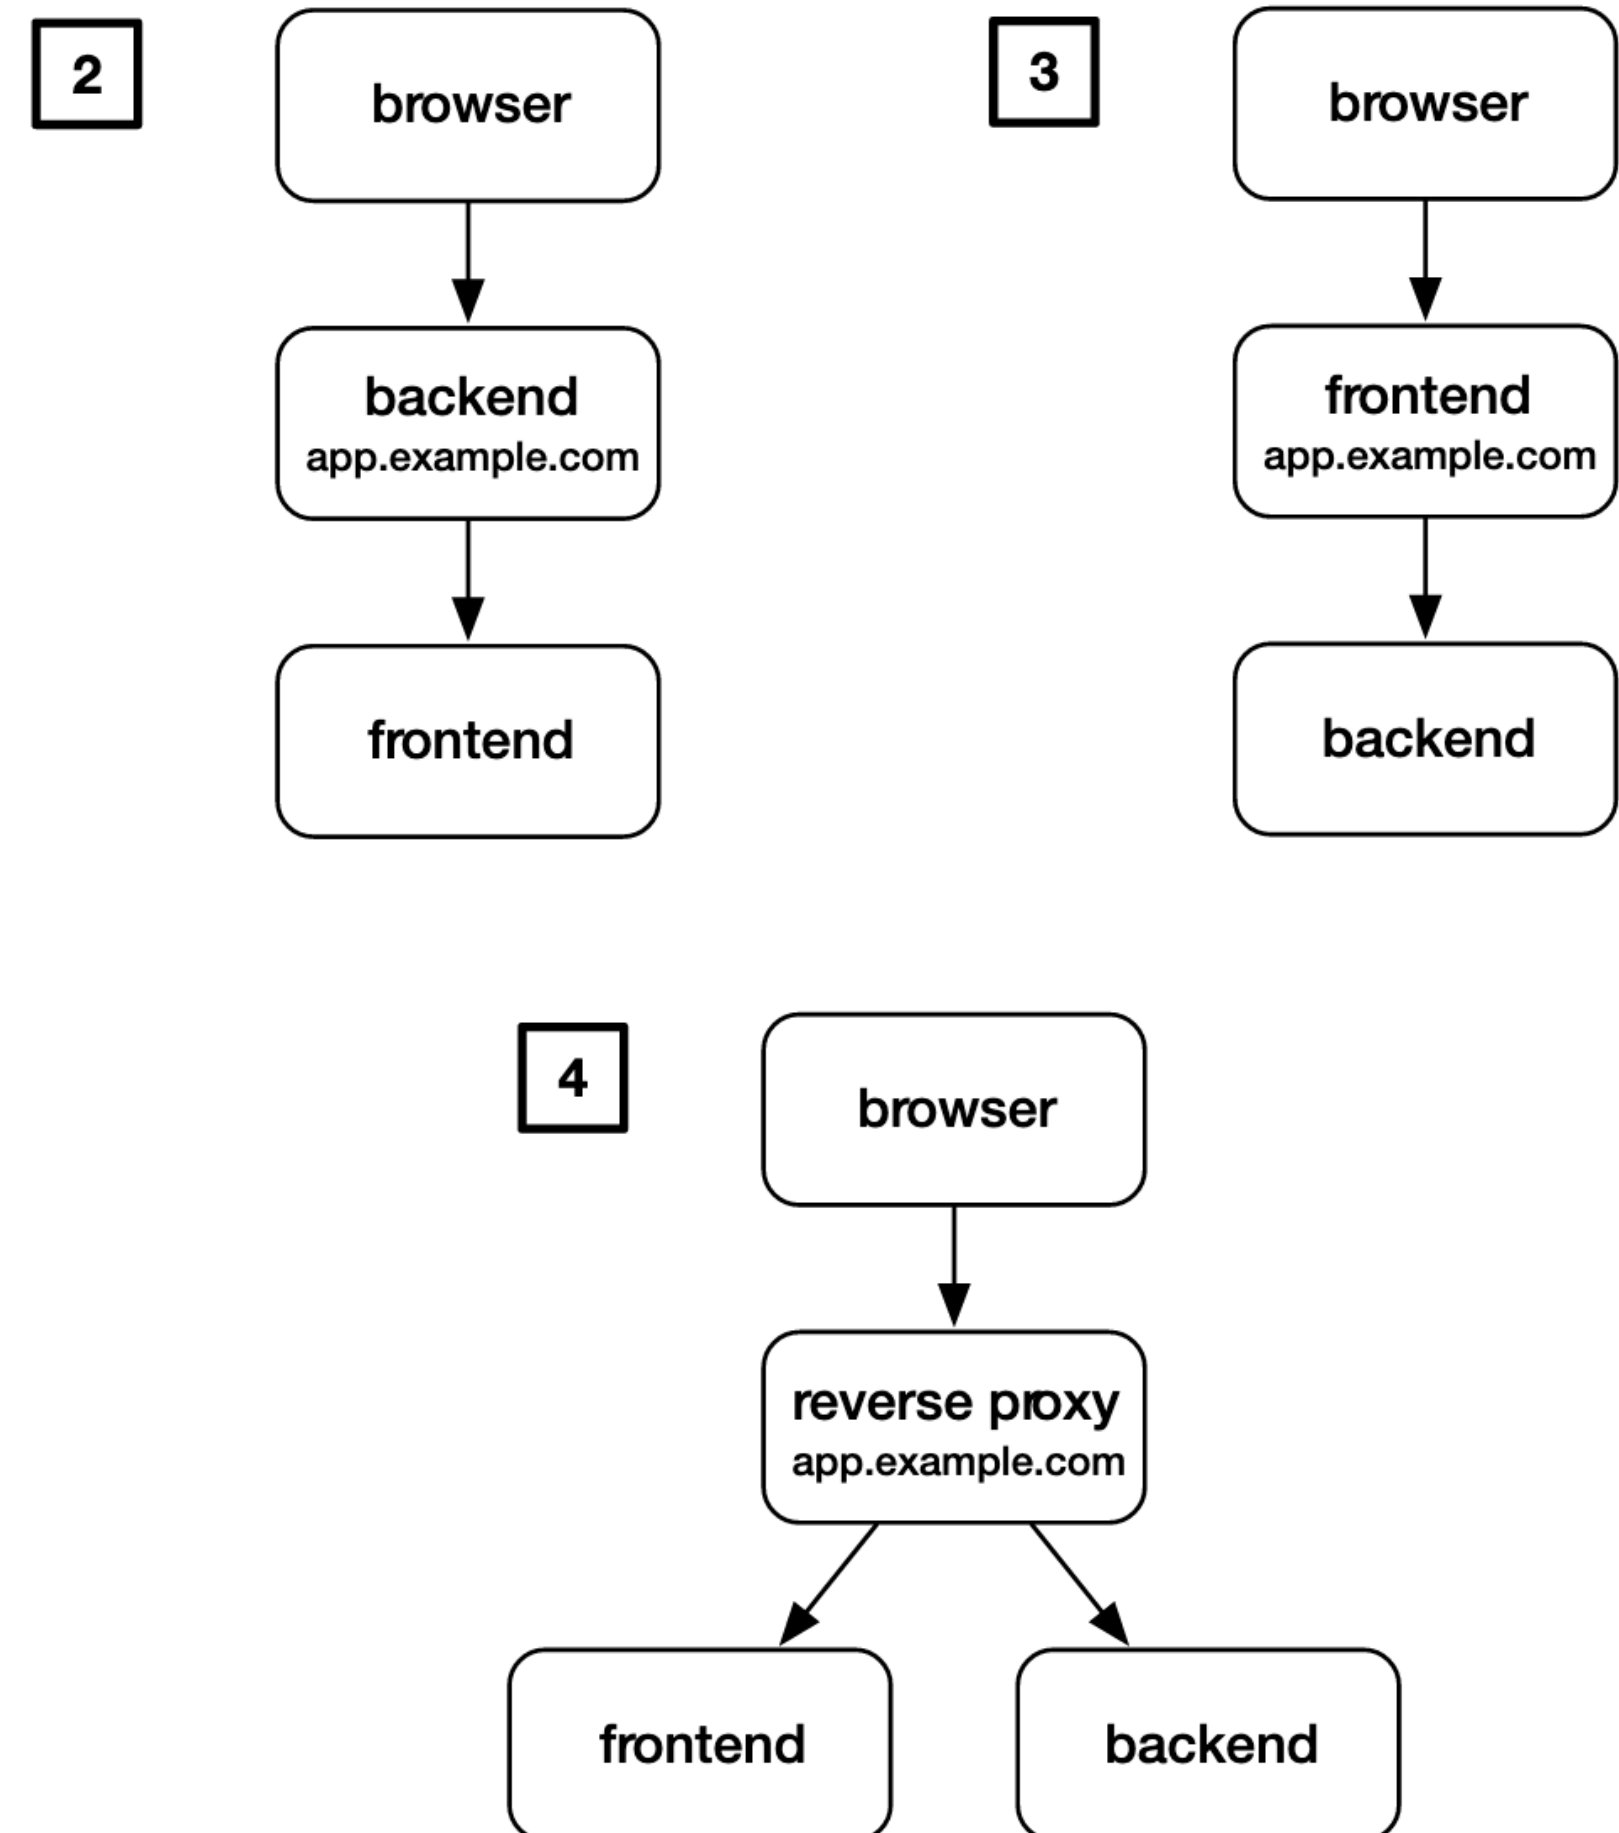 2
browser
backend
app.example.com
frontend
3
browser
frontend
app.example.com
backend
4
browser
reverse proxy
app.example.com
frontend
backend